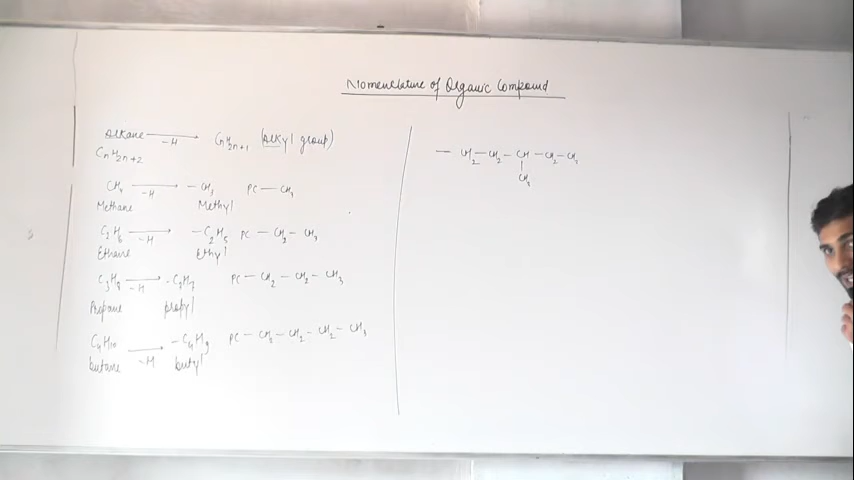 Nomenclature of Organic Compound
Alkane —-H→ CnH2n+1 (Alkyl group)
CnH2n+2
CH4 —-H→ —CH3 PC—CH3
Methane Methyl
C2H6 —-H→ —C2H5 PC—CH2—CH3
Ethane Ethyl
C3H8 —-H→ -C3H7 PC—CH2—CH2—CH3
Propane propyl
C4H10 —-H→ —C4H9 PC—CH2—CH2—CH2—CH3
butane butyl
—CH2—CH2—CH—CH2—CH3
CH3